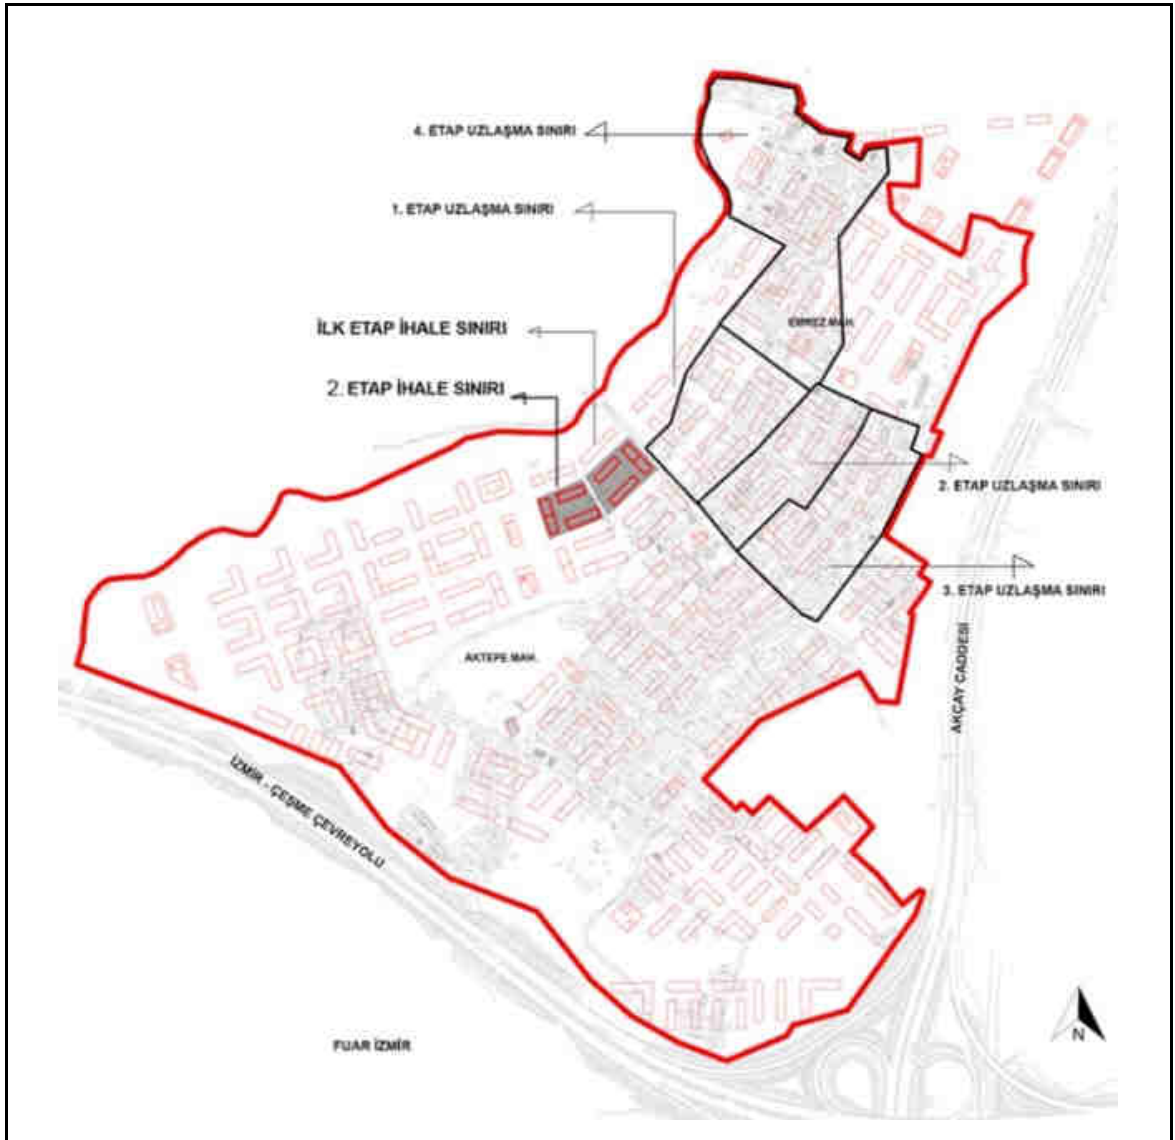 4. ETAP UZLAŞMA SINIRI
1. ETAP UZLAŞMA SINIRI
İLK ETAP İHALE SINIRI
EMREZ MAH.
2. ETAP İHALE SINIRI
2. ETAP UZLAŞMA SINIRI
3. ETAP UZLAŞMA SINIRI
AKTEPE MAH.
AKÇAY CADDESİ
İZMİR - ÇEŞME ÇEVREYOLU
FUAR İZMİR
N